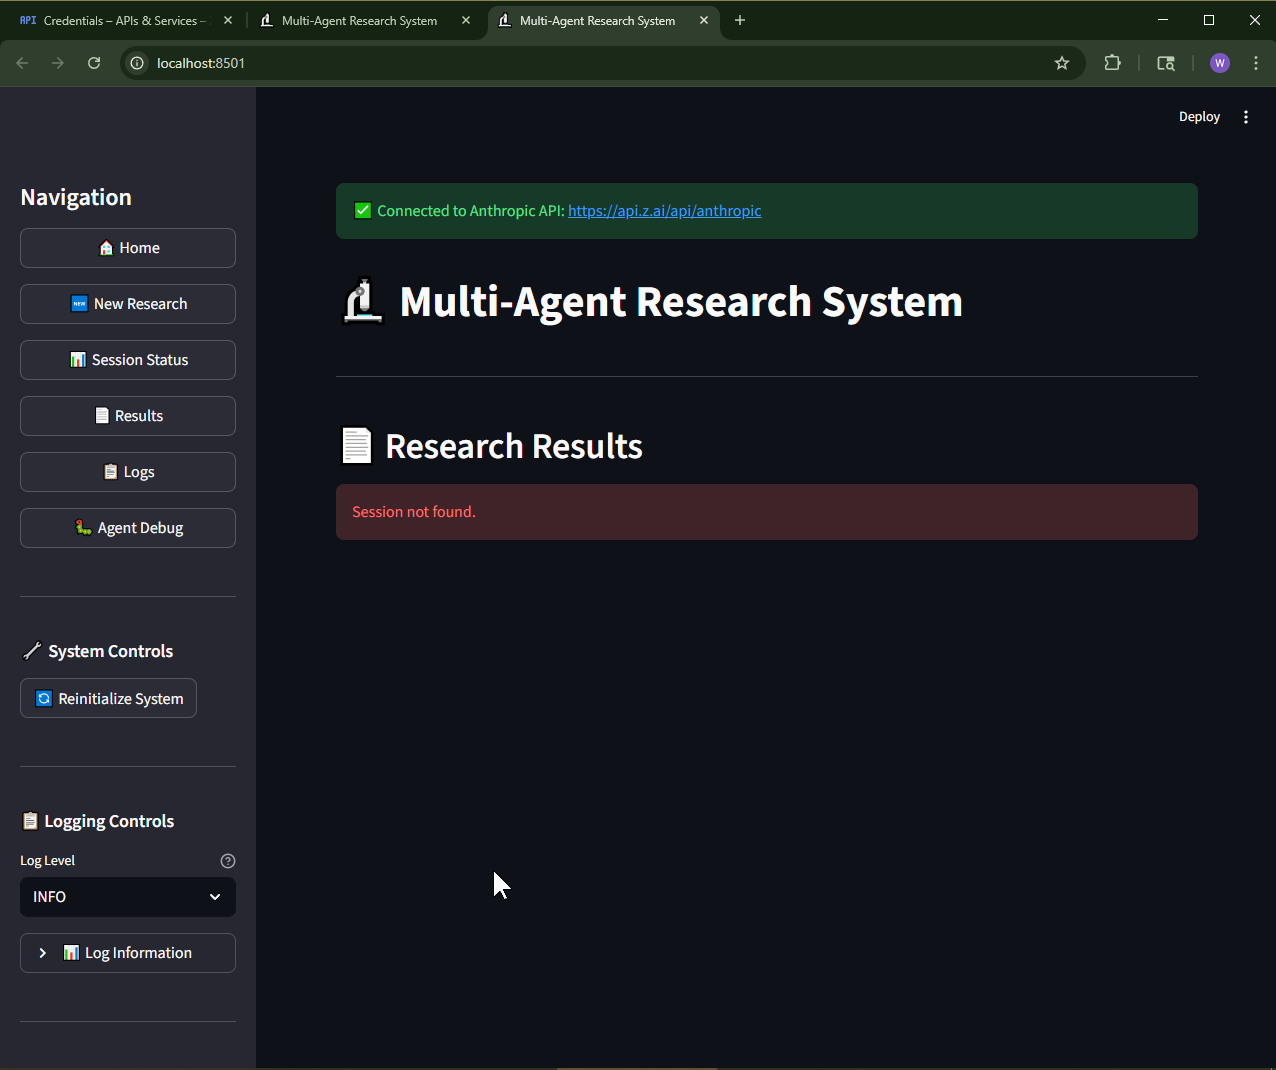 API Credentials – APIs & Services –
Multi-Agent Research System
Multi-Agent Research System
localhost:8501
W
Deploy
Navigation
Home
NEW New Research
Session Status
Results
Logs
Agent Debug
System Controls
Reinitialize System
Logging Controls
Log Level
INFO
Log Information
Connected to Anthropic API: https://api.z.ai/api/anthropic
Multi-Agent Research System
Research Results
Session not found.